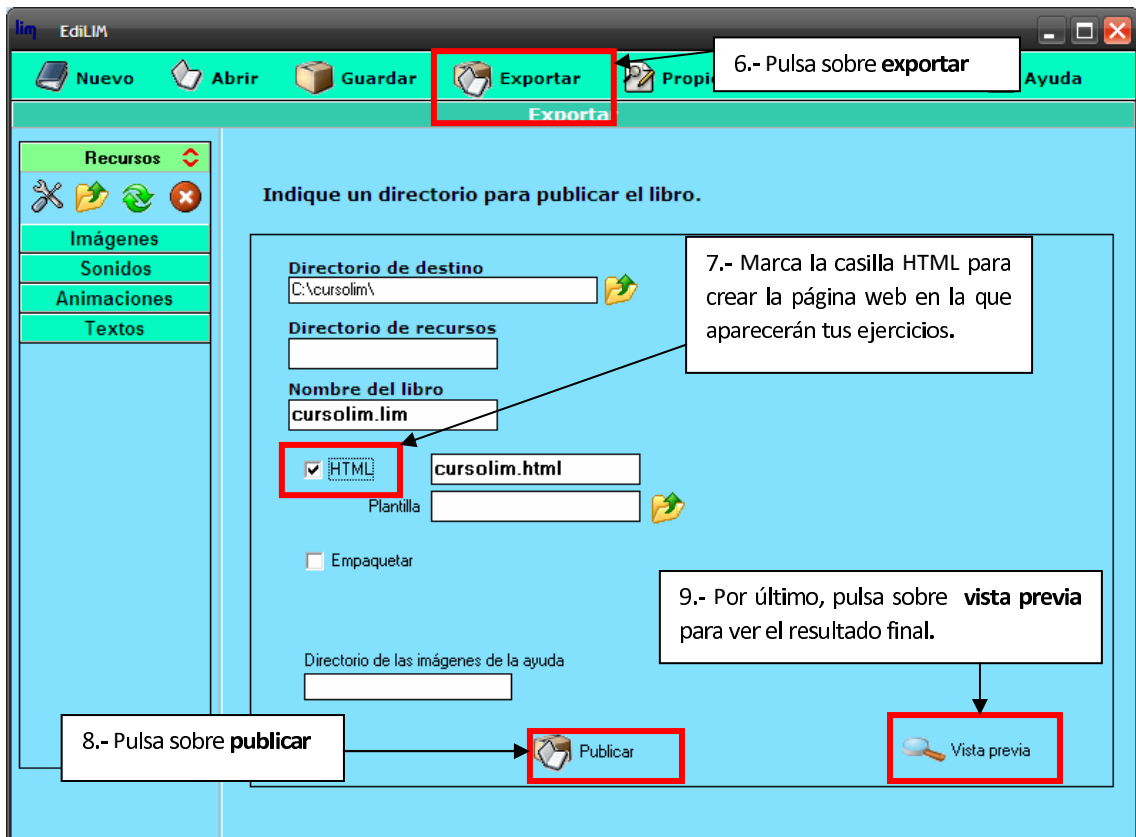 lim EdiLIM
Nuevo Abrir Guardar Exportar Propie Ayuda
6.- Pulsa sobre exportar
Exportar
Recursos
Imágenes
Sonidos
Animaciones
Textos
Indique un directorio para publicar el libro.
Directorio de destino
C:\cursolim\
Directorio de recursos
Nombre del libro
cursolim.lim
7.- Marca la casilla HTML para
crear la página web en la que
aparecerán tus ejercicios.
HTML cursolim.html
Plantilla
Empaquetar
9.- Por último, pulsa sobre vista previa
para ver el resultado final.
Directorio de las imágenes de la ayuda
8.- Pulsa sobre publicar
Publicar
Vista previa